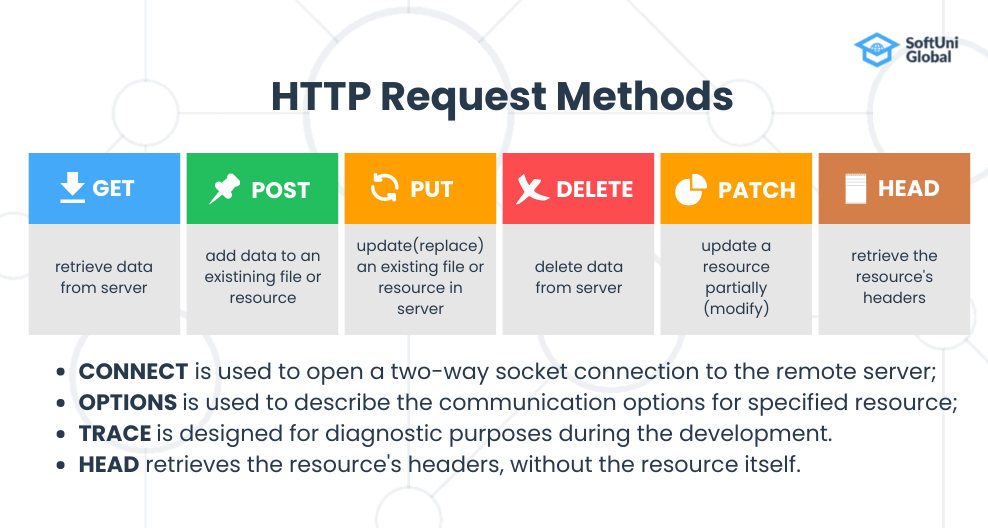 SoftUni
Global
HTTP Request Methods
GET
retrieve data
from server
POST
add data to an
existining file or
resource
PUT
update(replace)
an existing file or
resource in
server
DELETE
delete data
from server
PATCH
update a
resource
partially
(modify)
HEAD
retrieve the
resource's
headers
• CONNECT is used to open a two-way socket connection to the remote server;
• OPTIONS is used to describe the communication options for specified resource;
• TRACE is designed for diagnostic purposes during the development.
• HEAD retrieves the resource's headers, without the resource itself.